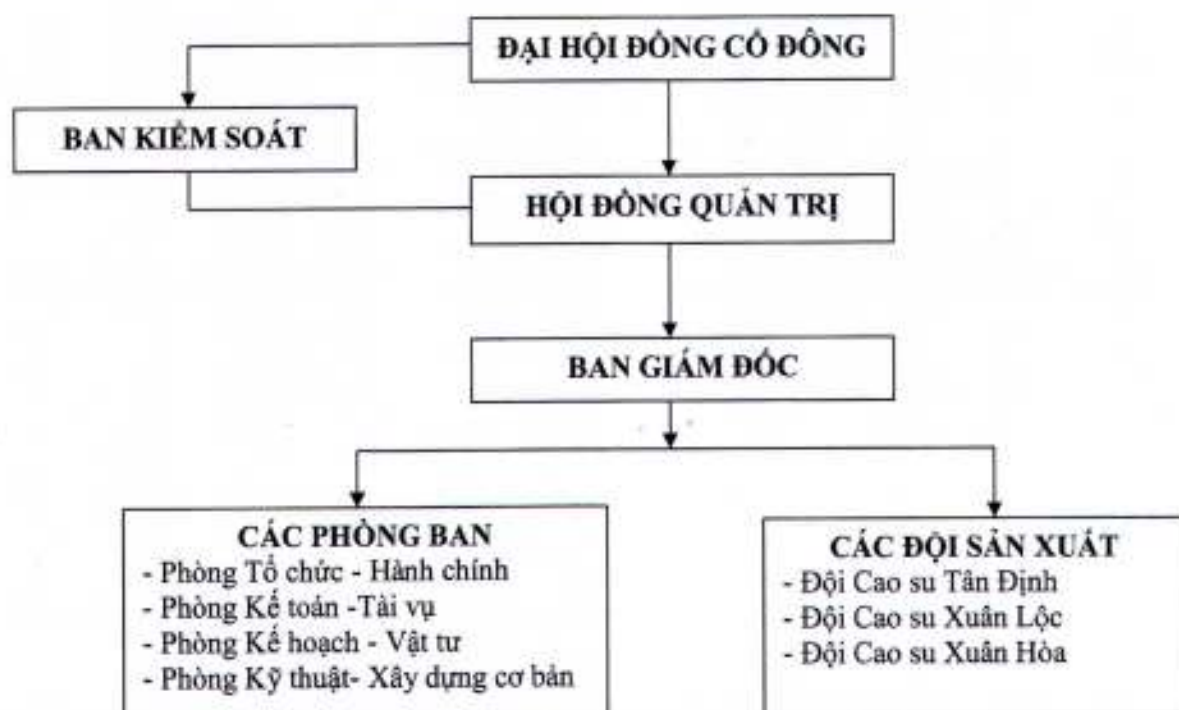 ĐẠI HỘI ĐỒNG CỔ ĐÔNG
BAN KIỂM SOÁT
HỘI ĐỒNG QUẢN TRỊ
BAN GIÁM ĐỐC
CÁC PHÒNG BAN
- Phòng Tổ chức - Hành chính
- Phòng Kế toán -Tài vụ
- Phòng Kế hoạch - Vật tư
- Phòng Kỹ thuật- Xây dựng cơ bản
CÁC ĐỘI SẢN XUẤT
- Đội Cao su Tân Định
- Đội Cao su Xuân Lộc
- Đội Cao su Xuân Hòa